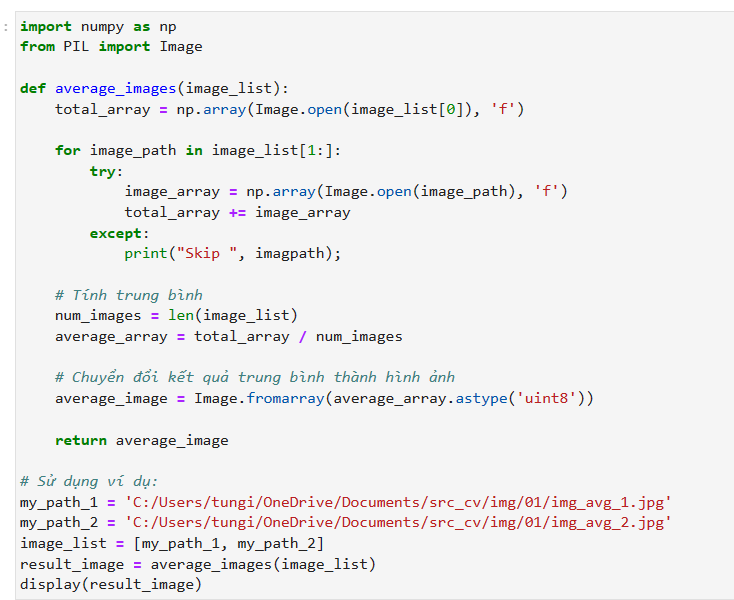 import numpy as np
from PIL import Image

def average_images(image_list):
    total_array = np.array(Image.open(image_list[0]), 'f')

    for image_path in image_list[1:]:
        try:
            image_array = np.array(Image.open(image_path), 'f')
            total_array += image_array
        except:
            print("Skip ", imagpath);

    # Tính trung bình
    num_images = len(image_list)
    average_array = total_array / num_images

    # Chuyển đổi kết quả trung bình thành hình ảnh
    average_image = Image.fromarray(average_array.astype('uint8'))

    return average_image

# Sử dụng ví dụ:
my_path_1 = 'C:/Users/tungi/OneDrive/Documents/src_cv/img/01/img_avg_1.jpg'
my_path_2 = 'C:/Users/tungi/OneDrive/Documents/src_cv/img/01/img_avg_2.jpg'
image_list = [my_path_1, my_path_2]
result_image = average_images(image_list)
display(result_image)